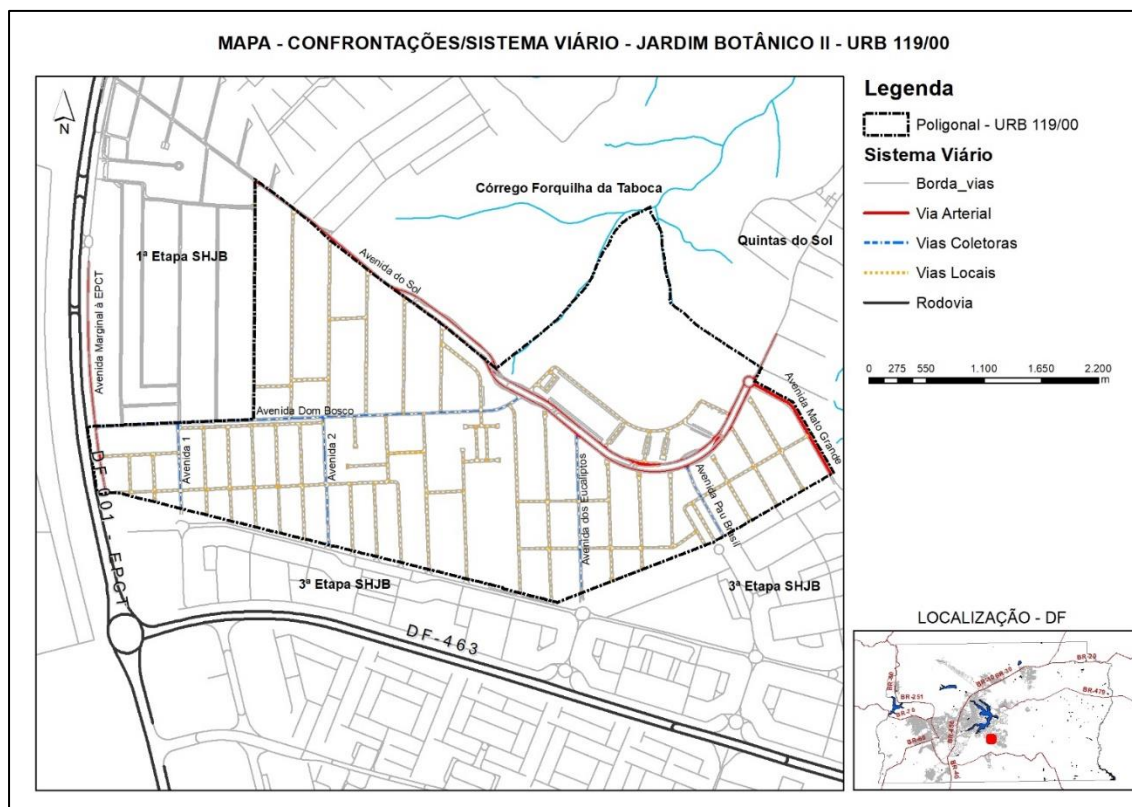 MAPA - CONFRONTAÇÕES/SISTEMA VIÁRIO - JARDIM BOTÂNICO II - URB 119/00
N
Córrego Forquilha da Taboca
Quintas do Sol
1ª Etapa SHJB
Avenida do Sol
Avenida Marginal à EPCT
Avenida Mato Grande
Avenida Dom Bosco
Avenida 1
Avenida 2
Avenida dos Eucaliptos
Avenida Pau Brasil
DF-001 - EPCT
3ª Etapa SHJB
3ª Etapa SHJB
DF-463
Legenda
Poligonal - URB 119/00
Sistema Viário
Borda_vias
Via Arterial
Vias Coletoras
Vias Locais
Rodovia
0 275 550 1.100 1.650 2.200
m
LOCALIZAÇÃO - DF
BR-20
BR-479
BR-251